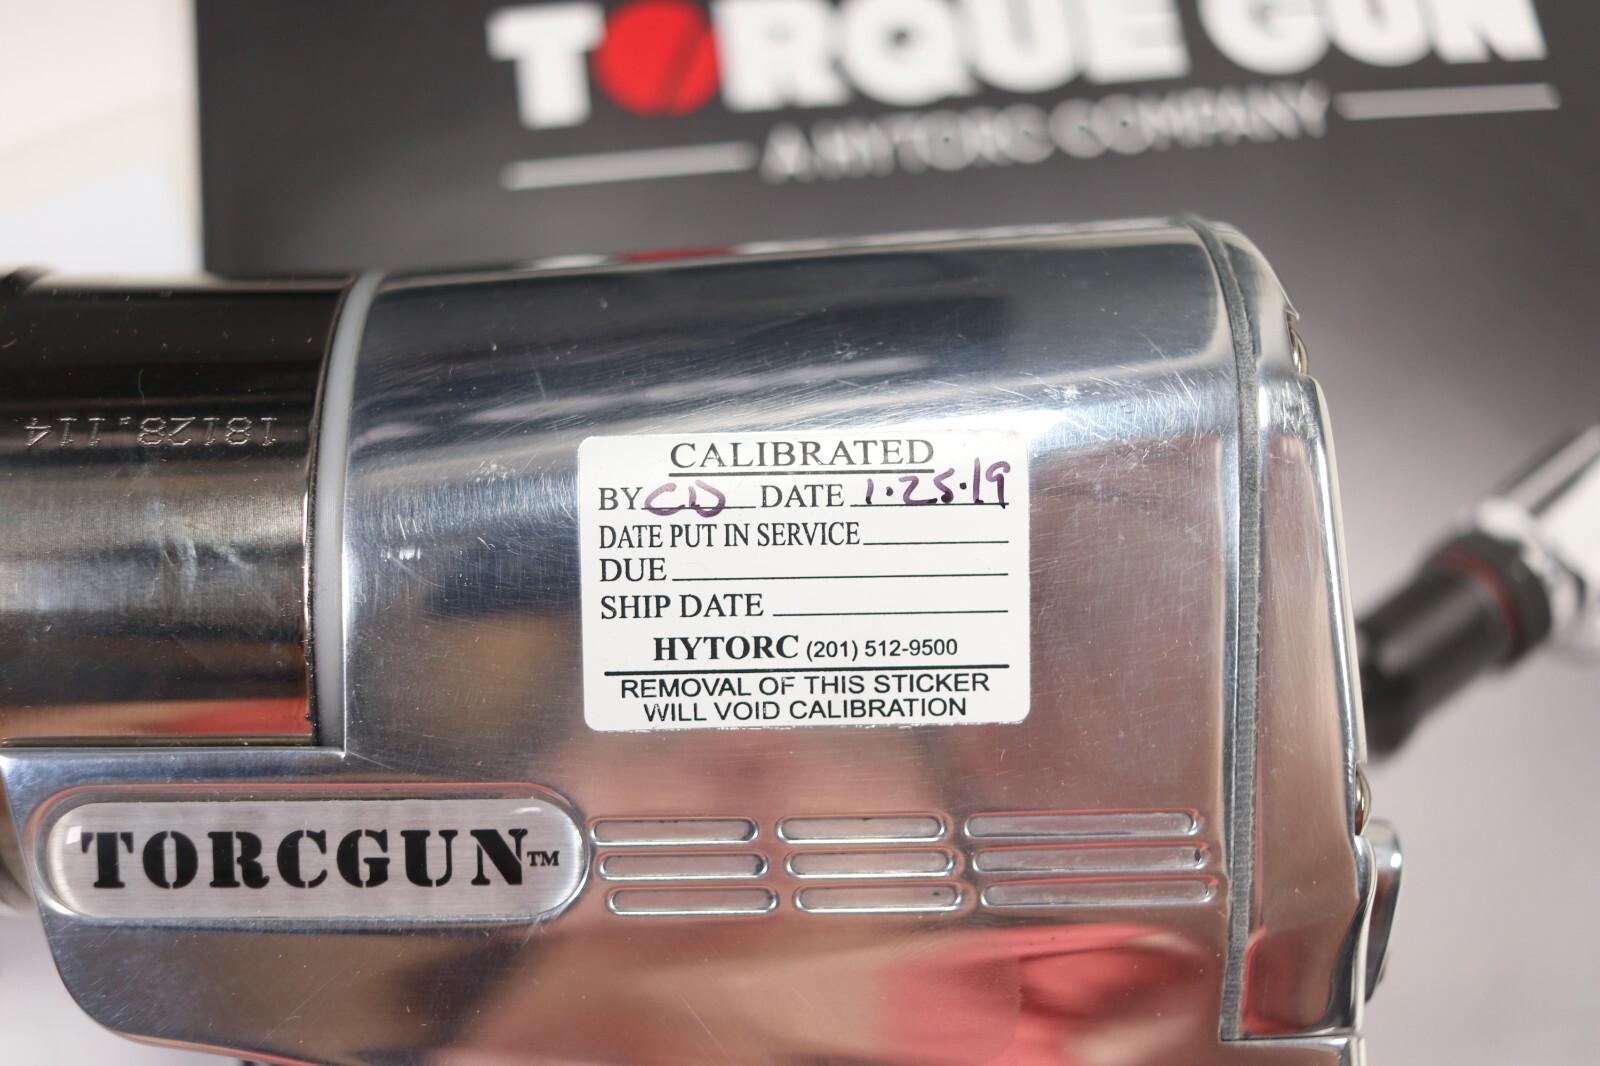 TORQUE GUN
A HYTORC COMPANY
18128.114
CALIBRATED
BY CD DATE 1.25.19
DATE PUT IN SERVICE
DUE
SHIP DATE
HYTORC (201) 512-9500
REMOVAL OF THIS STICKER
WILL VOID CALIBRATION
TORCGUN™